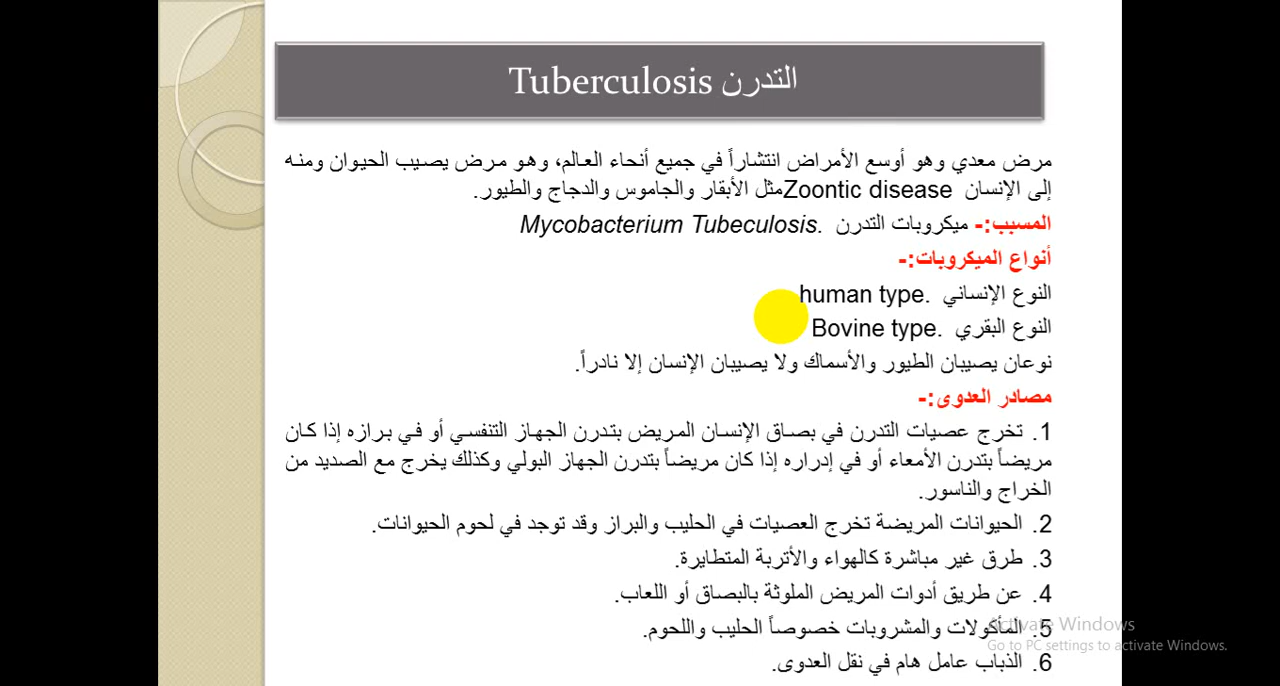 التدرن Tuberculosis
مرض معدي وهو أوسع الأمراض انتشاراً في جميع أنحاء العالم، وهو مرض يصيب الحيوان ومنه
إلى الإنسان Zoontic disease مثل الأبقار والجاموس والدجاج والطيور.
المسبب:- ميكروبات التدرن Mycobacterium Tubeculosis.
أنواع الميكروبات:-
النوع الإنساني human type.
النوع البقري Bovine type.
نوعان يصيبان الطيور والأسماك ولا يصيبان الإنسان إلا نادراً.
مصادر العدوى:-
1. تخرج عصيات التدرن في بصاق الإنسان المريض بتدرن الجهاز التنفسي أو في برازه إذا كان
مريضاً بتدرن الأمعاء أو في إدراره إذا كان مريضاً بتدرن الجهاز البولي وكذلك يخرج مع الصديد من
الخراج والناسور.
2. الحيوانات المريضة تخرج العصيات في الحليب والبراز وقد توجد في لحوم الحيوانات.
3. طرق غير مباشرة كالهواء والأتربة المتطايرة.
4. عن طريق أدوات المريض الملوثة بالبصاق أو اللعاب.
5. المأكولات والمشروبات خصوصاً الحليب واللحوم.
6. الذباب عامل هام في نقل العدوى.
Activate Windows
Go to PC settings to activate Windows.